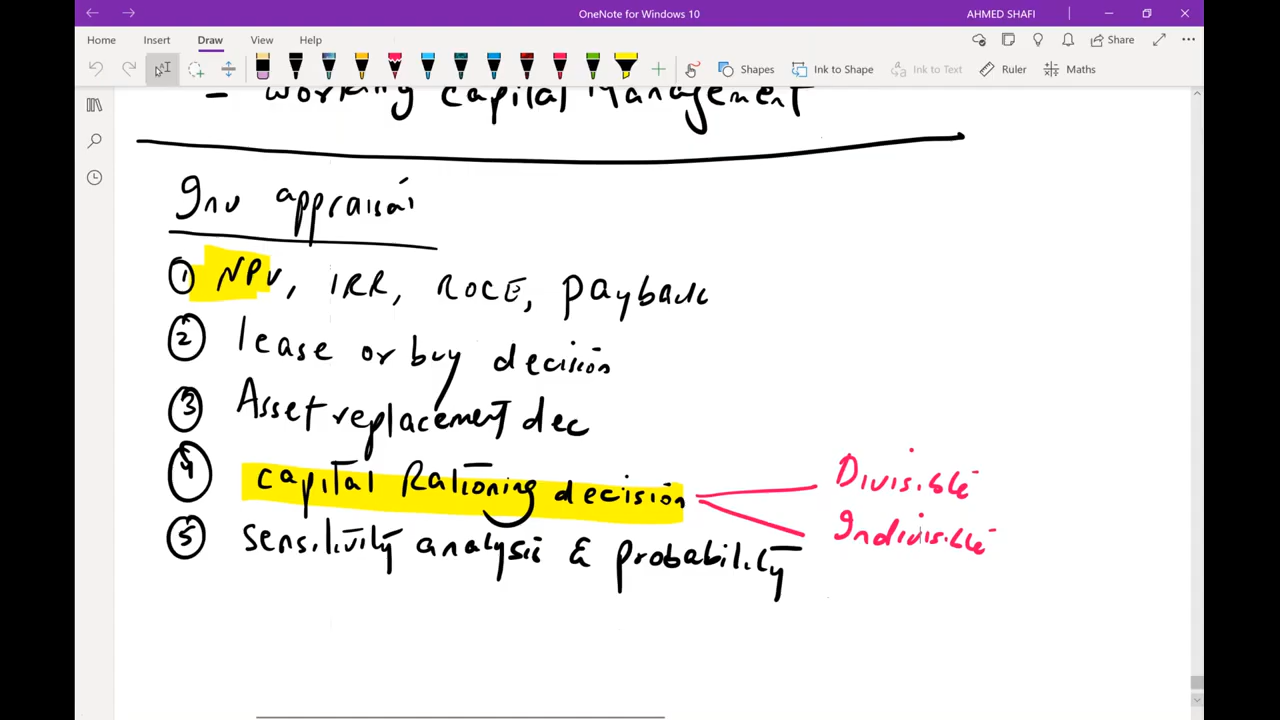 OneNote for Windows 10
AHMED SHAFI
Home Insert Draw View Help
Share
Shapes Ink to Shape Ink to Text Ruler Maths
- Working Capital Management
Inv appraisal
① NPV, IRR, ROCE, payback
② lease or buy decision
③ Asset replacement dec
④ capital Rationing decision
Divisible
Indivisible
⑤ sensitivity analysis & probability